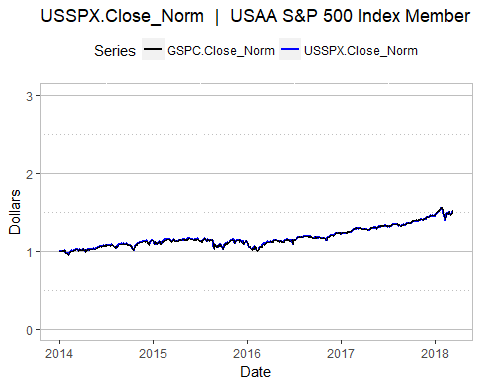 USSPX.Close_Norm | USAA S&P 500 Index Member
Series GSPC.Close_Norm USSPX.Close_Norm
3
2
1
0
Dollars
2014 2015 2016 2017 2018
Date